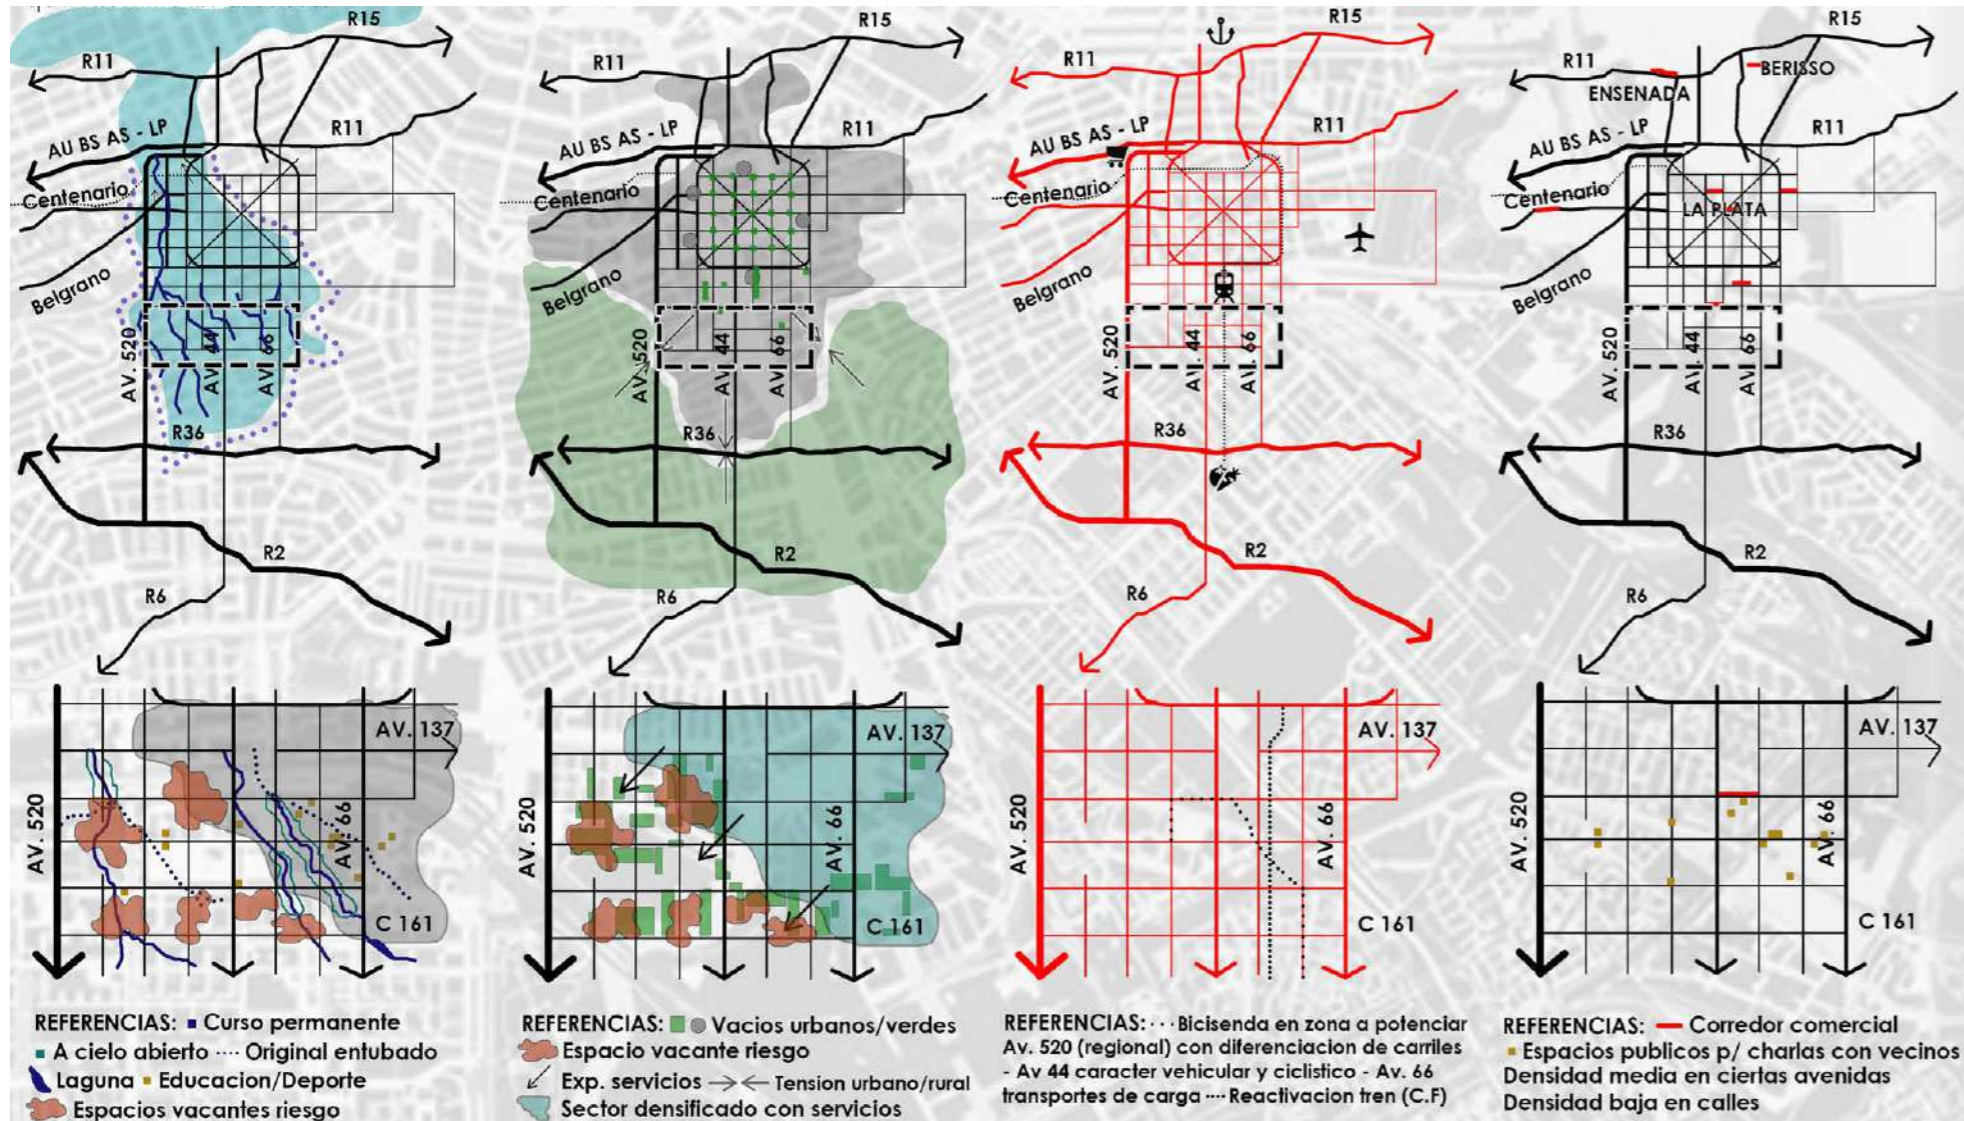 R15
R11
AU BS AS - LP
R11
Centenario
Belgrano
AV. 520
AV. 44
AV. 66
R36
R2
R6
R15
R11
AU BS AS - LP
R11
Centenario
Belgrano
AV. 520
AV. 44
AV. 66
R36
R2
R6
R15
R11
AU BS AS - LP
R11
Centenario
Belgrano
AV. 520
AV. 44
AV. 66
R36
R2
R6
R15
R11
BERISSO
ENSENADA
AU BS AS - LP
R11
Centenario
LA PLATA
Belgrano
AV. 520
AV. 44
AV. 66
R36
R2
R6
AV. 137
AV. 520
AV. 66
C 161
AV. 137
AV. 520
AV. 66
C 161
AV. 137
AV. 520
AV. 66
C 161
AV. 137
AV. 520
AV. 66
C 161
REFERENCIAS: Curso permanente
A cielo abierto Original entubado
Laguna Educacion/Deporte
Espacios vacantes riesgo
REFERENCIAS: Vacios urbanos/verdes
Espacio vacante riesgo
Exp. servicios Tension urbano/rural
Sector densificado con servicios
REFERENCIAS: Bicisenda en zona a potenciar
Av. 520 (regional) con diferenciacion de carriles
- Av 44 caracter vehicular y ciclistico - Av. 66
transportes de carga Reactivacion tren (C.F)
REFERENCIAS: Corredor comercial
Espacios publicos p/ charlas con vecinos
Densidad media en ciertas avenidas
Densidad baja en calles